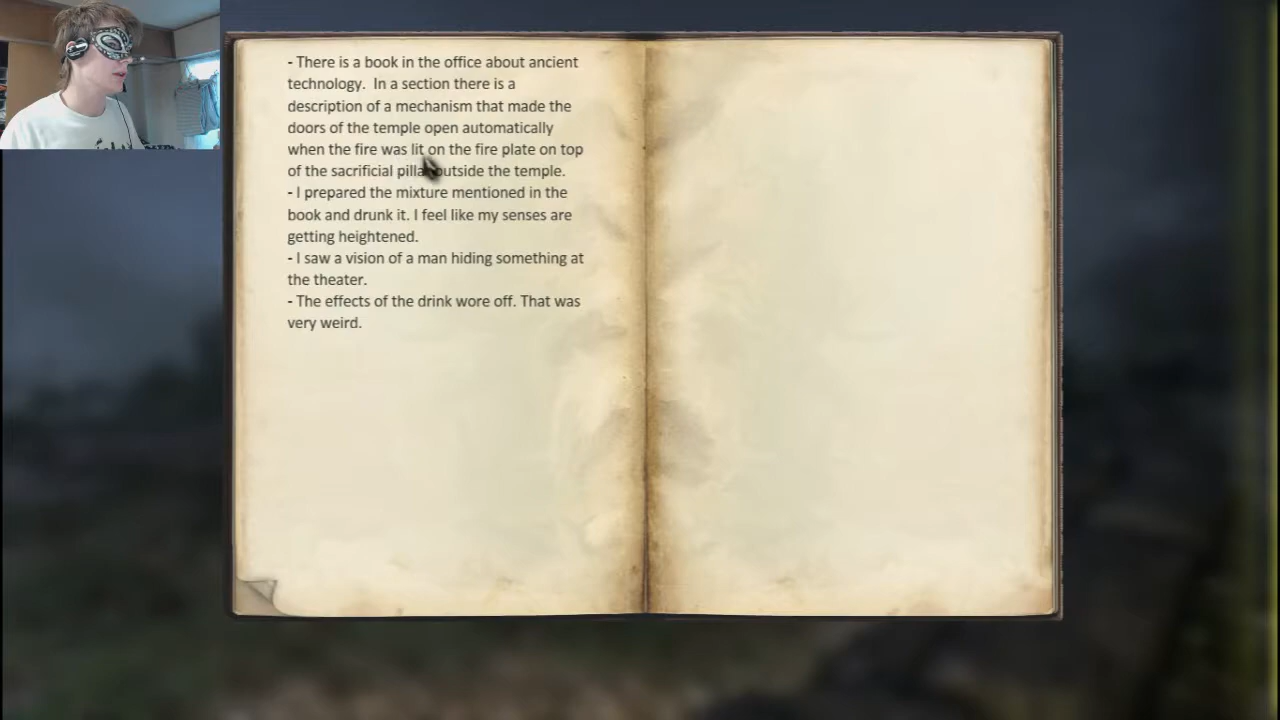 - There is a book in the office about ancient
technology.  In a section there is a
description of a mechanism that made the
doors of the temple open automatically
when the fire was lit on the fire plate on top
of the sacrificial pillar outside the temple.
- I prepared the mixture mentioned in the
book and drunk it. I feel like my senses are
getting heightened.
- I saw a vision of a man hiding something at
the theater.
- The effects of the drink wore off. That was
very weird.